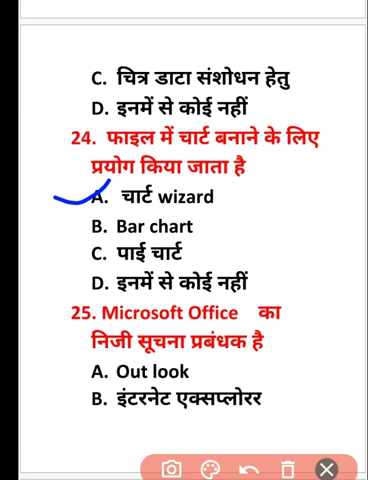 C. चित्र डाटा संशोधन हेतु
D. इनमें से कोई नहीं
24. फाइल में चार्ट बनाने के लिए
प्रयोग किया जाता है
A. चार्ट wizard
B. Bar chart
C. पाई चार्ट
D. इनमें से कोई नहीं
25. Microsoft Office का
निजी सूचना प्रबंधक है
A. Out look
B. इंटरनेट एक्सप्लोरर